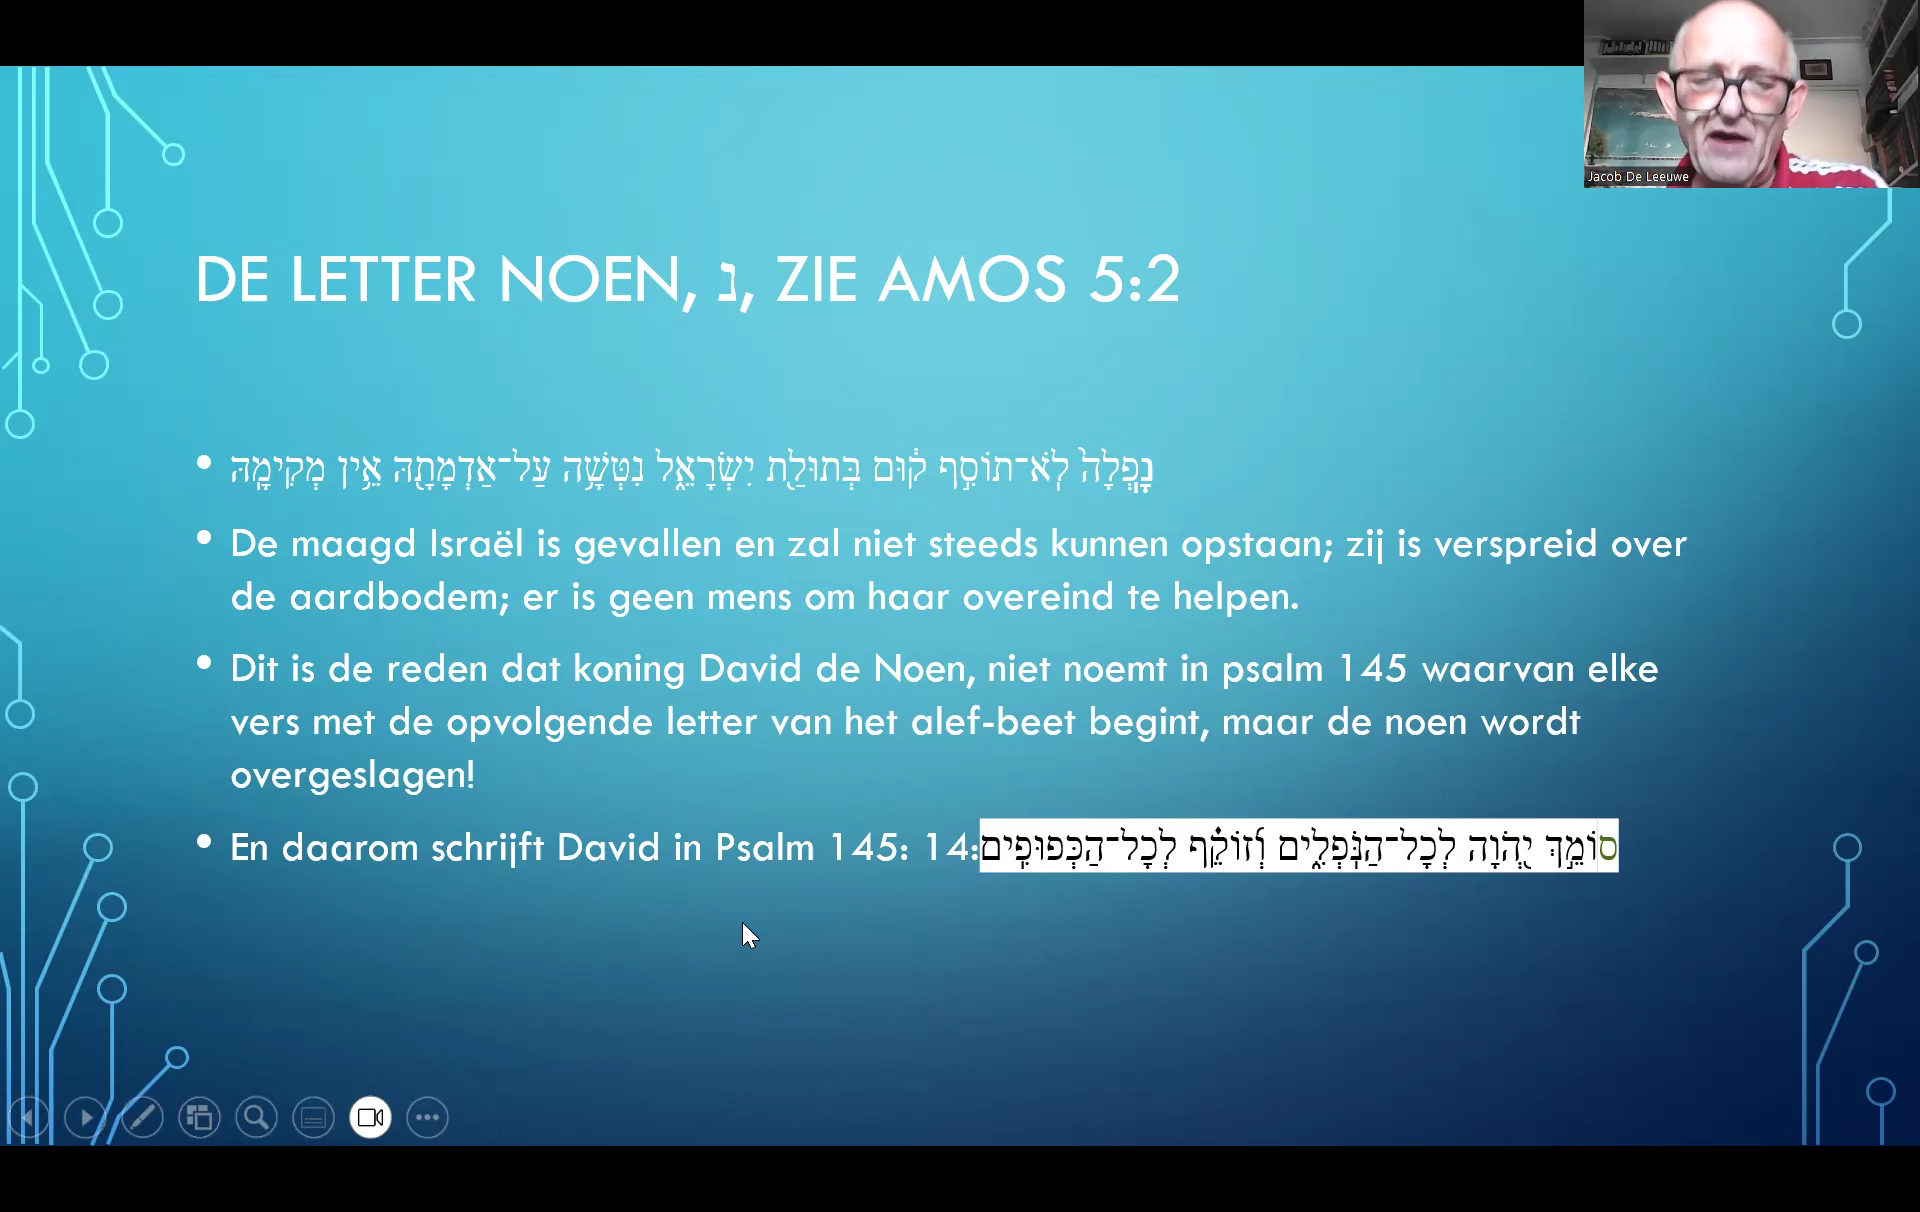 Jacob De Leeuwe
DE LETTER NOEN, נ, ZIE AMOS 5:2
• נָֽפְלָה֙ לֹֽא־תוֹסִ֣יף ק֔וּם בְּתוּלַ֖ת יִשְׂרָאֵ֑ל נִטְּשָׁ֥ה עַל־אַדְמָתָ֖הּ אֵ֥ין מְקִימָֽהּ
• De maagd Israël is gevallen en zal niet steeds kunnen opstaan; zij is verspreid over
de aardbodem; er is geen mens om haar overeind te helpen.
• Dit is de reden dat koning David de Noen, niet noemt in psalm 145 waarvan elke
vers met de opvolgende letter van het alef-beet begint, maar de noen wordt
overgeslagen!
• En daarom schrijft David in Psalm 145: 14:סוֹמֵ֣ךְ יְ֭הֹוָה לְכׇל־הַנֹּֽפְלִ֑ים וְ֝זוֹקֵ֗ף לְכׇל־הַכְּפוּפִֽים